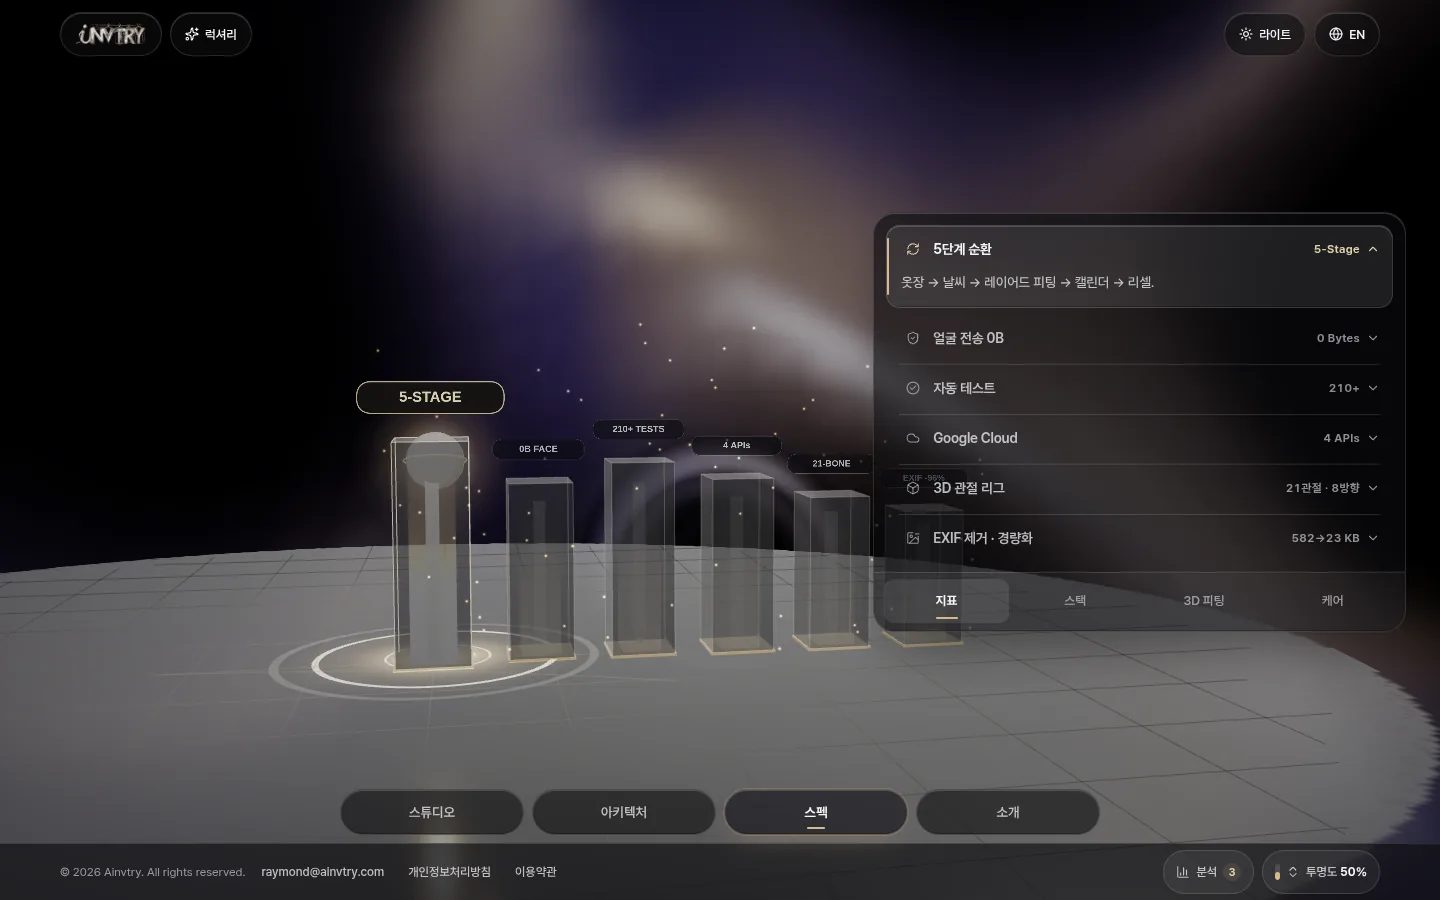 iNVTRY
럭셔리
라이트
EN
5단계 순환
5-Stage
옷장 → 날씨 → 레이어드 피팅 → 캘린더 → 리셀.
얼굴 전송 0B
0 Bytes
자동 테스트
210+
Google Cloud
4 APIs
3D 관절 리그
21관절 · 8방향
EXIF 제거 · 경량화
582→23 KB
지표
스택
3D 피팅
케어
5-STAGE
0B FACE
210+ TESTS
4 APIs
21-BONE
EXIF -96%
스튜디오
아키텍처
스펙
소개
© 2026 Ainvtry. All rights reserved.
raymond@ainvtry.com
개인정보처리방침
이용약관
분석 3
투명도 50%